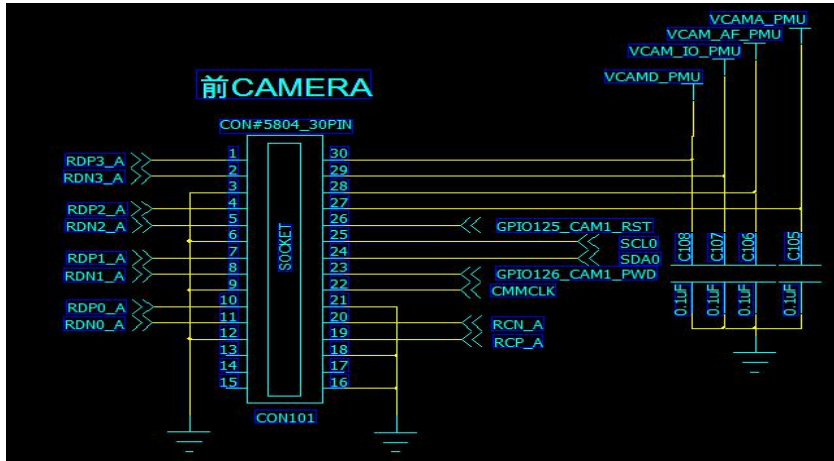 VCAMA_PMU
VCAM_AF_PMU
VCAM_IO_PMU
VCAMD_PMU
前CAMERA
CON#5804_30PIN
RDP3_A 1 30
RDN3_A 2 29
3 28
RDP2_A 4 27
RDN2_A 5 26 GPIO125_CAM1_RST
6 25 SCL0
RDP1_A 7 24 SDA0
RDN1_A 8 23 GPIO126_CAM1_PWD
9 22 CMMCLK
RDP0_A 10 21
RDN0_A 11 20 RCN_A
12 19 RCP_A
13 18
14 17
15 16
SOCKET
CON101
C108 C107 C106 C105
0.1uF 0.1uF 0.1uF 0.1uF